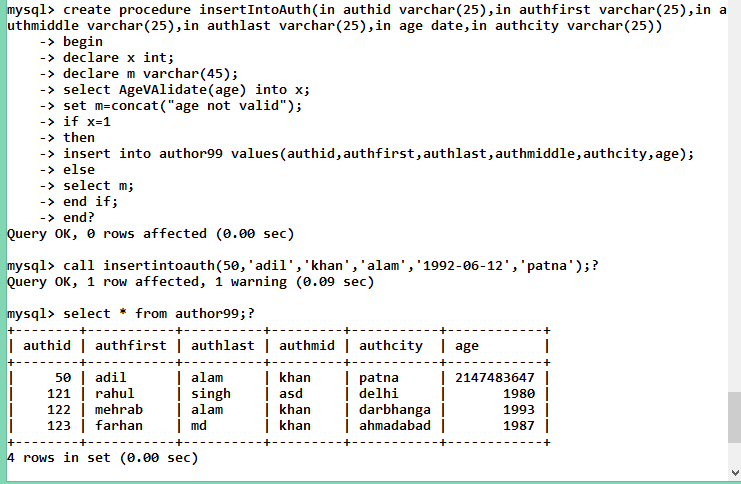 mysql> create procedure insertIntoAuth(in authid varchar(25),in authfirst varchar(25),in a
uthmiddle varchar(25),in authlast varchar(25),in age date,in authcity varchar(25))
    -> begin
    -> declare x int;
    -> declare m varchar(45);
    -> select AgeVAlidate(age) into x;
    -> set m=concat("age not valid");
    -> if x=1
    -> then
    -> insert into author99 values(authid,authfirst,authlast,authmiddle,authcity,age);
    -> else
    -> select m;
    -> end if;
    -> end?
Query OK, 0 rows affected (0.00 sec)

mysql> call insertintoauth(50,'adil','khan','alam','1992-06-12','patna');?
Query OK, 1 row affected, 1 warning (0.09 sec)

mysql> select * from author99;?
+--------+-----------+----------+---------+-----------+------------+
| authid | authfirst | authlast | authmid | authcity  | age        |
+--------+-----------+----------+---------+-----------+------------+
|     50 | adil      | alam     | khan    | patna     | 2147483647 |
|    121 | rahul     | singh    | asd     | delhi     |       1980 |
|    122 | mehrab    | alam     | khan    | darbhanga |       1993 |
|    123 | farhan    | md       | khan    | ahmadabad |       1987 |
+--------+-----------+----------+---------+-----------+------------+
4 rows in set (0.00 sec)